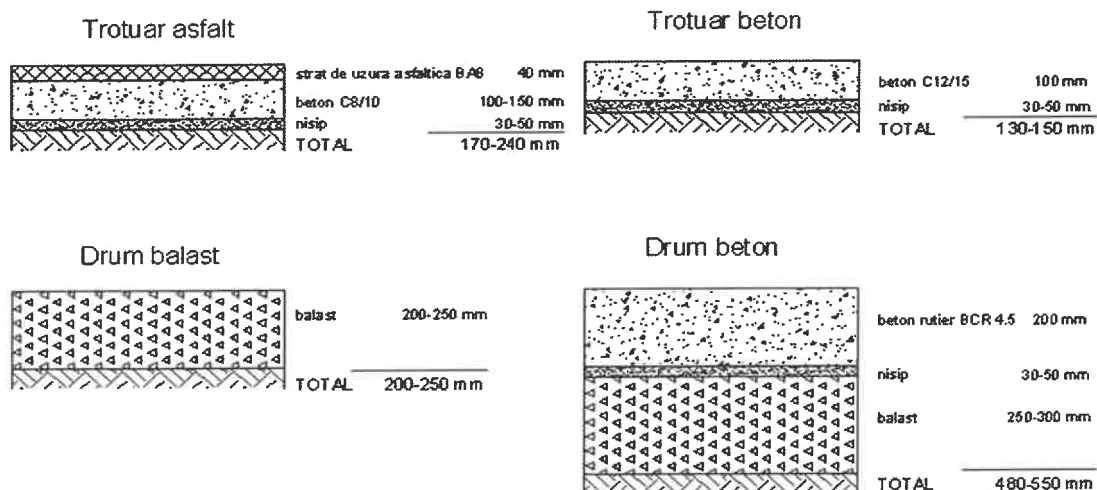 Trotuar asfalt
strat de uzura asfaltica BA8 40 mm
beton C8/10 100-150 mm
nisip 30-50 mm
TOTAL 170-240 mm
Trotuar beton
beton C12/15 100 mm
nisip 30-50 mm
TOTAL 130-150 mm
Drum balast
balast 200-250 mm
TOTAL 200-250 mm
Drum beton
beton rutier BCR 4.5 200 mm
nisip 30-50 mm
balast 250-300 mm
TOTAL 480-550 mm